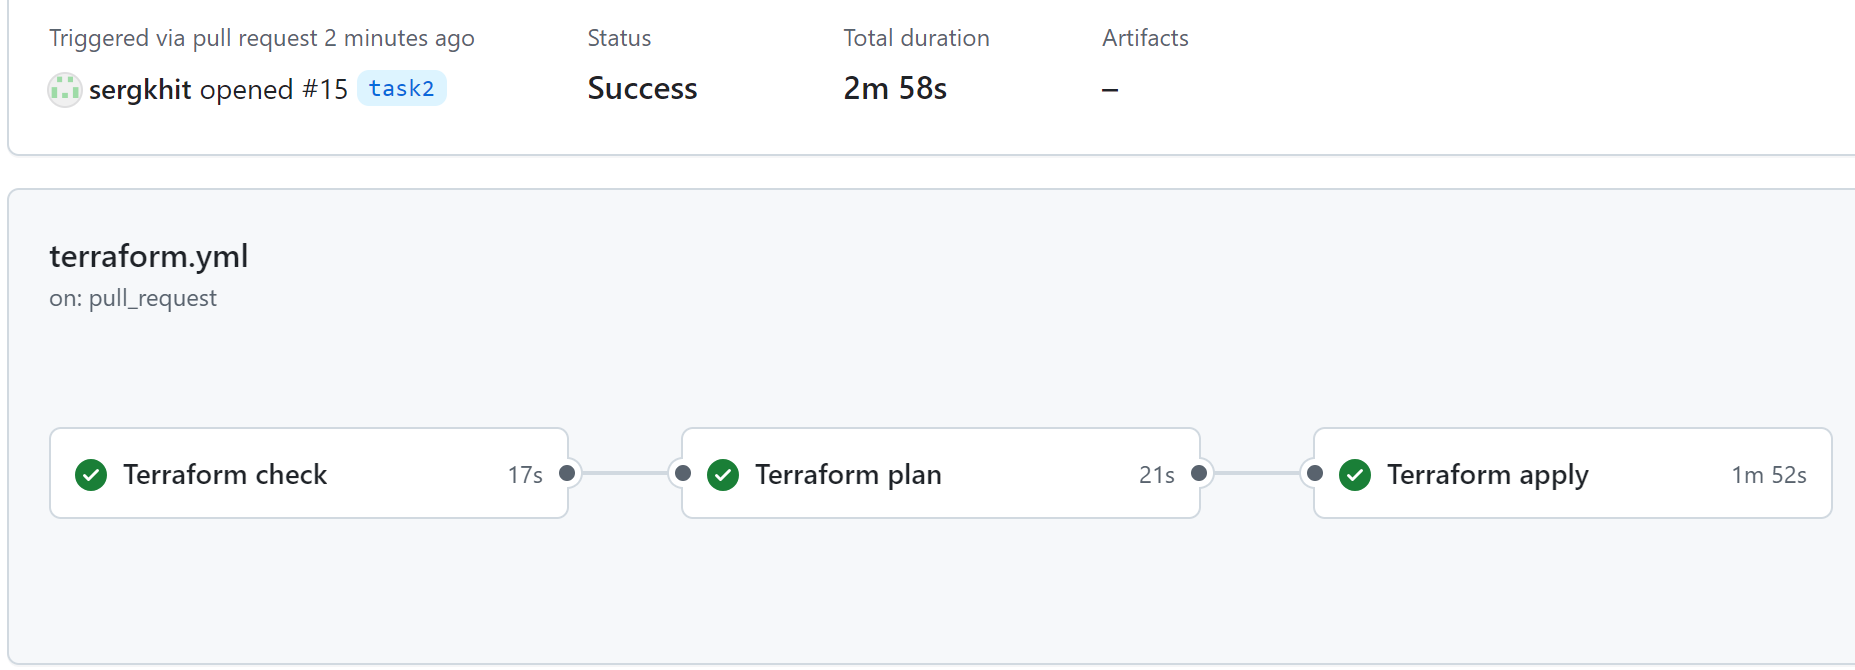 Triggered via pull request 2 minutes ago
sergkhit opened #15 task2
Status
Success
Total duration
2m 58s
Artifacts
–
terraform.yml
on: pull_request
Terraform check 17s
Terraform plan 21s
Terraform apply 1m 52s